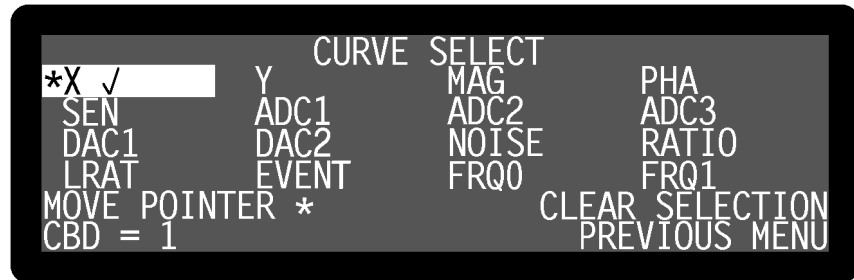 CURVE SELECT
*X √ Y MAG PHA
SEN ADC1 ADC2 ADC3
DAC1 DAC2 NOISE RATIO
LRAT EVENT FRQ0 FRQ1
MOVE POINTER * CLEAR SELECTION
CBD = 1 PREVIOUS MENU